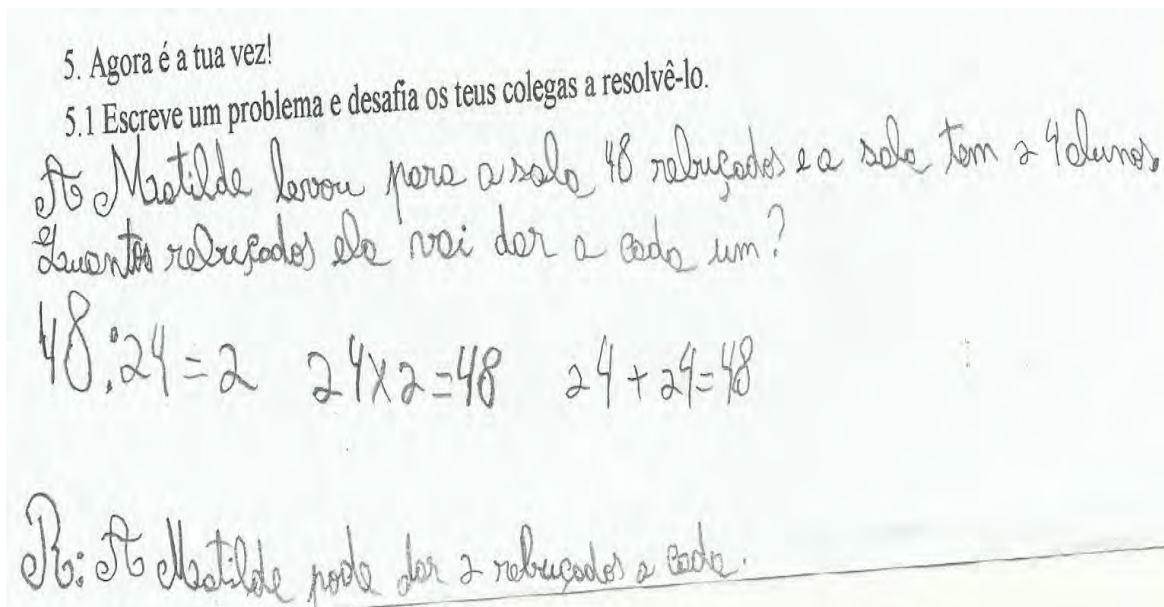 5. Agora é a tua vez!
5.1 Escreve um problema e desafia os teus colegas a resolvê-lo.
A Matilde levou para a sala 48 rebuçados e a sala tem 24 alunos.
Quantos rebuçados ela vai dar a cada um?
48:24=2 24x2=48 24+24=48
R: A Matilde pode dar 2 rebuçados a cada.